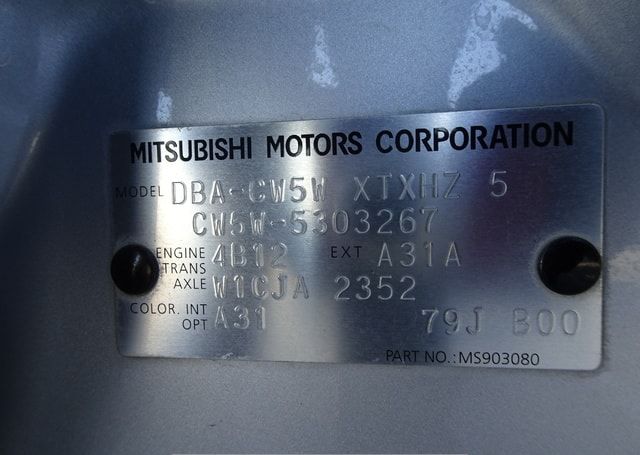 MITSUBISHI MOTORS CORPORATION
MODEL DBA-CW5W XTXHZ 5
CW5W-5303267
ENGINE 4B12 EXT A31A
TRANS
AXLE W1CJA 2352
COLOR. INT A31 79J B00
OPT
PART NO.:MS903080